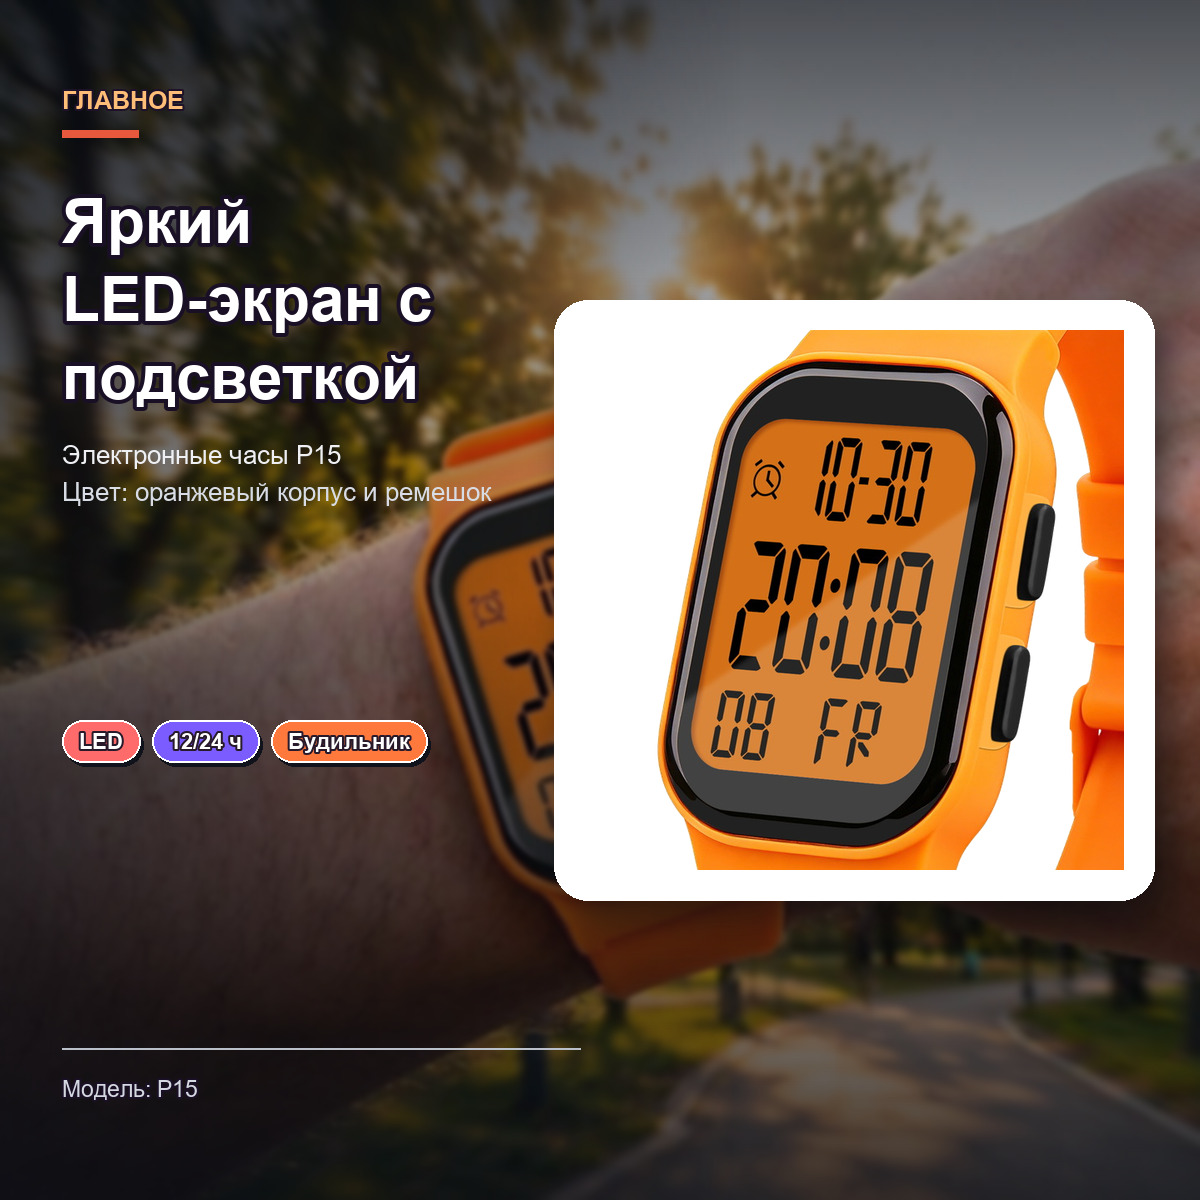 ГЛАВНОЕ
Яркий
LED-экран с
подсветкой
Электронные часы P15
Цвет: оранжевый корпус и ремешок
10-30
20:08
08 FR
LED
12/24 ч
Будильник
Модель: P15